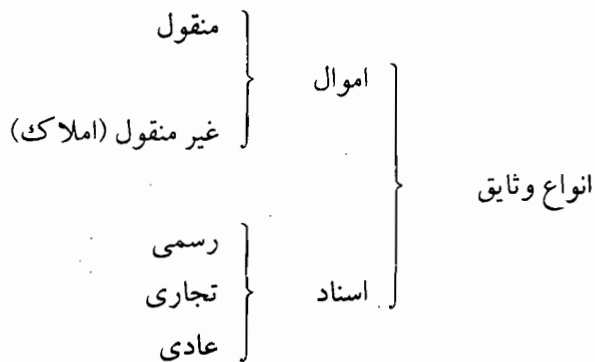 انواع وثایق
اموال
منقول
غیر منقول (املاک)
اسناد
رسمی
تجاری
عادی